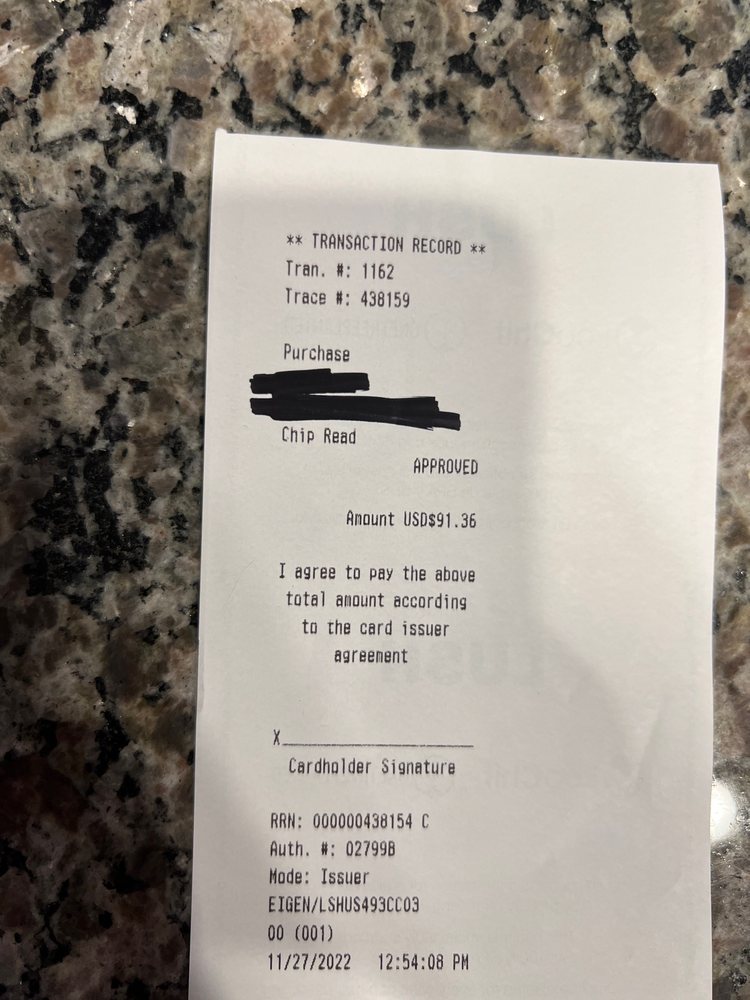 ** TRANSACTION RECORD **
Tran. #: 1162
Trace #: 438159
Purchase
Chip Read
APPROVED
Amount USD$91.36
I agree to pay the above
total amount according
to the card issuer
agreement
X
Cardholder Signature
RRN: 000000438154 C
Auth. #: 02799B
Mode: Issuer
EIGEN/LSHUS493CC03
00 (001)
11/27/2022 12:54:08 PM